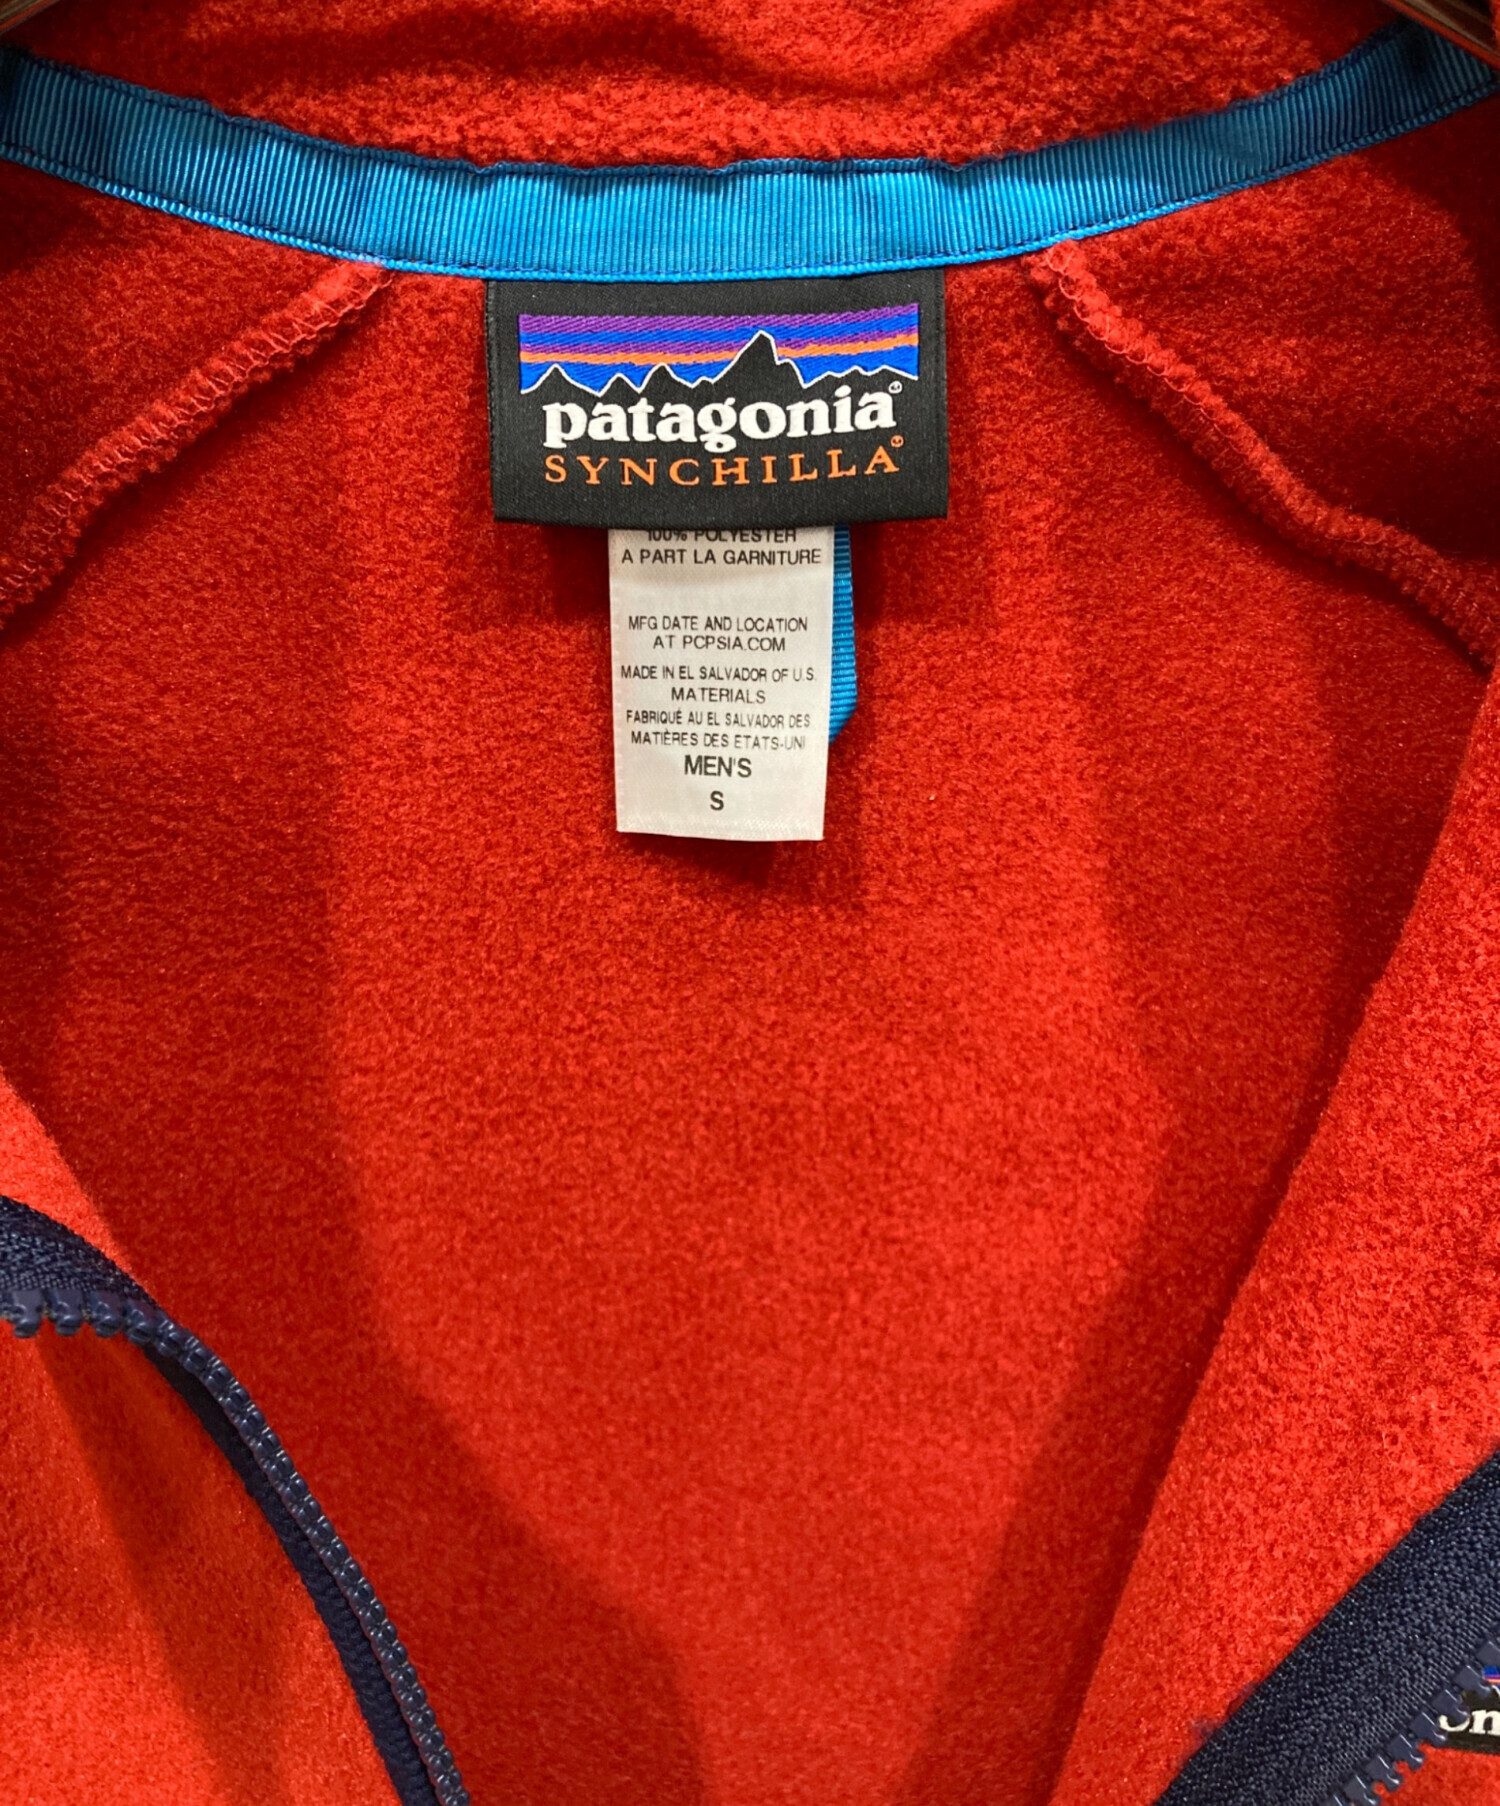 patagonia®
SYNCHILLA®
100% POLYESTER
A PART LA GARNITURE
MFG DATE AND LOCATION
AT PCPSIA.COM
MADE IN EL SALVADOR OF U.S.
MATERIALS
FABRIQUÉ AU EL SALVADOR DES
MATIÈRES DES ETATS-UNI
MEN'S
S